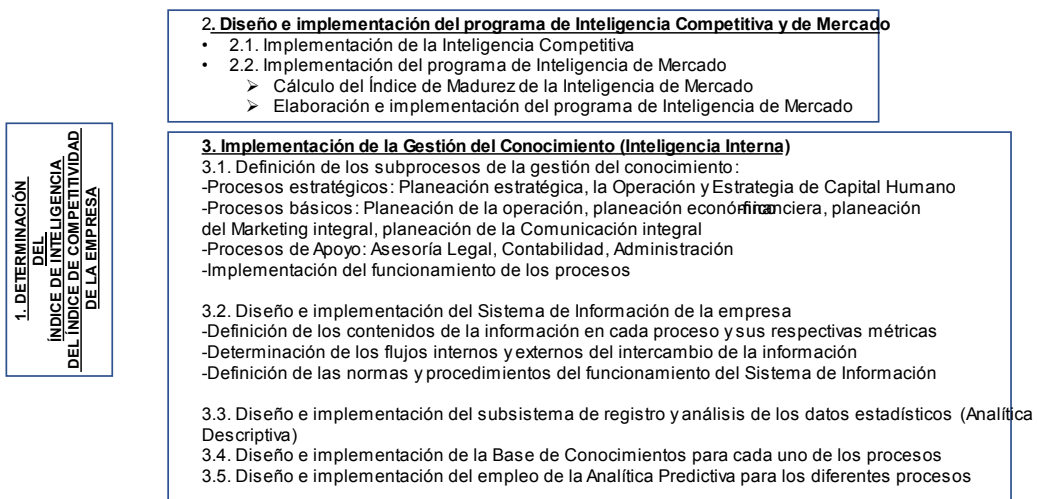 1. DETERMINACIÓN
DEL
ÍNDICE DE INTELIGENCIA
DEL ÍNDICE DE COMPETITIVIDAD
DE LA EMPRESA
2. Diseño e implementación del programa de Inteligencia Competitiva y de Mercado
• 2.1. Implementación de la Inteligencia Competitiva
• 2.2. Implementación del programa de Inteligencia de Mercado
➢ Cálculo del Índice de Madurez de la Inteligencia de Mercado
➢ Elaboración e implementación del programa de Inteligencia de Mercado
3. Implementación de la Gestión del Conocimiento (Inteligencia Interna)
3.1. Definición de los subprocesos de la gestión del conocimiento:
-Procesos estratégicos: Planeación estratégica, la Operación y Estrategia de Capital Humano
-Procesos básicos: Planeación de la operación, planeación económico-financiera, planeación
del Marketing integral, planeación de la Comunicación integral
-Procesos de Apoyo: Asesoría Legal, Contabilidad, Administración
-Implementación del funcionamiento de los procesos
3.2. Diseño e implementación del Sistema de Información de la empresa
-Definición de los contenidos de la información en cada proceso y sus respectivas métricas
-Determinación de los flujos internos y externos del intercambio de la información
-Definición de las normas y procedimientos del funcionamiento del Sistema de Información
3.3. Diseño e implementación del subsistema de registro y análisis de los datos estadísticos (Analítica
Descriptiva)
3.4. Diseño e implementación de la Base de Conocimientos para cada uno de los procesos
3.5. Diseño e implementación del empleo de la Analítica Predictiva para los diferentes procesos